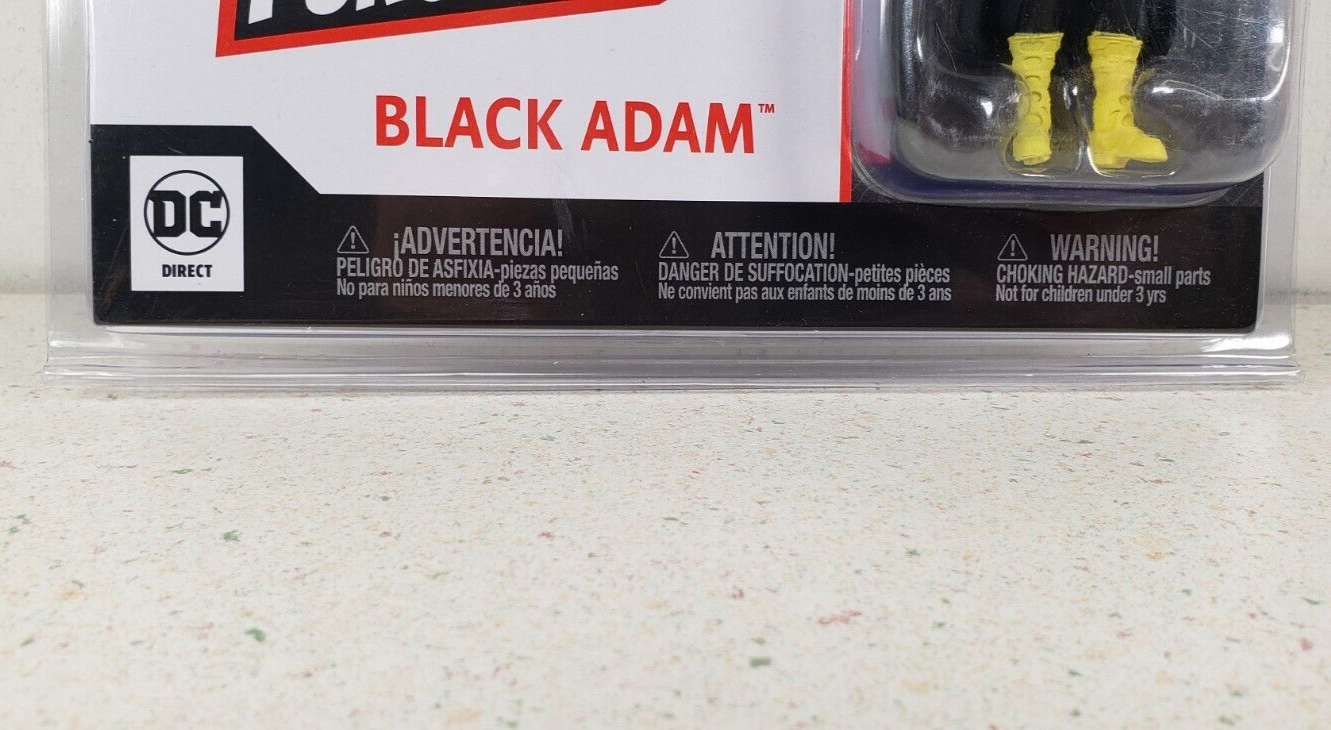 BLACK ADAM™
DC
DIRECT
¡ADVERTENCIA!
PELIGRO DE ASFIXIA-piezas pequeñas
No para niños menores de 3 años
ATTENTION!
DANGER DE SUFFOCATION-petites pièces
Ne convient pas aux enfants de moins de 3 ans
WARNING!
CHOKING HAZARD-small parts
Not for children under 3 yrs